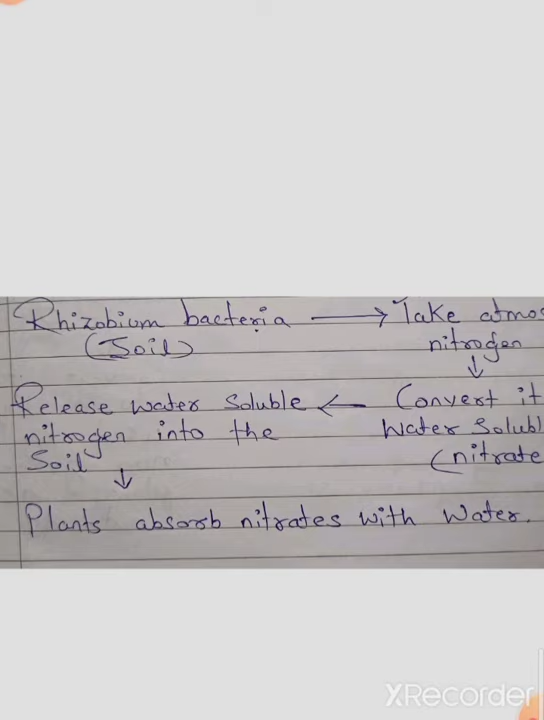 Rhizobium bacteria → Take atmos
(Soil) nitrogen
↓
Release water soluble ← Convert it
nitrogen into the water Solubl
Soil (nitrate
↓
Plants absorb nitrates with water.
XRecorder